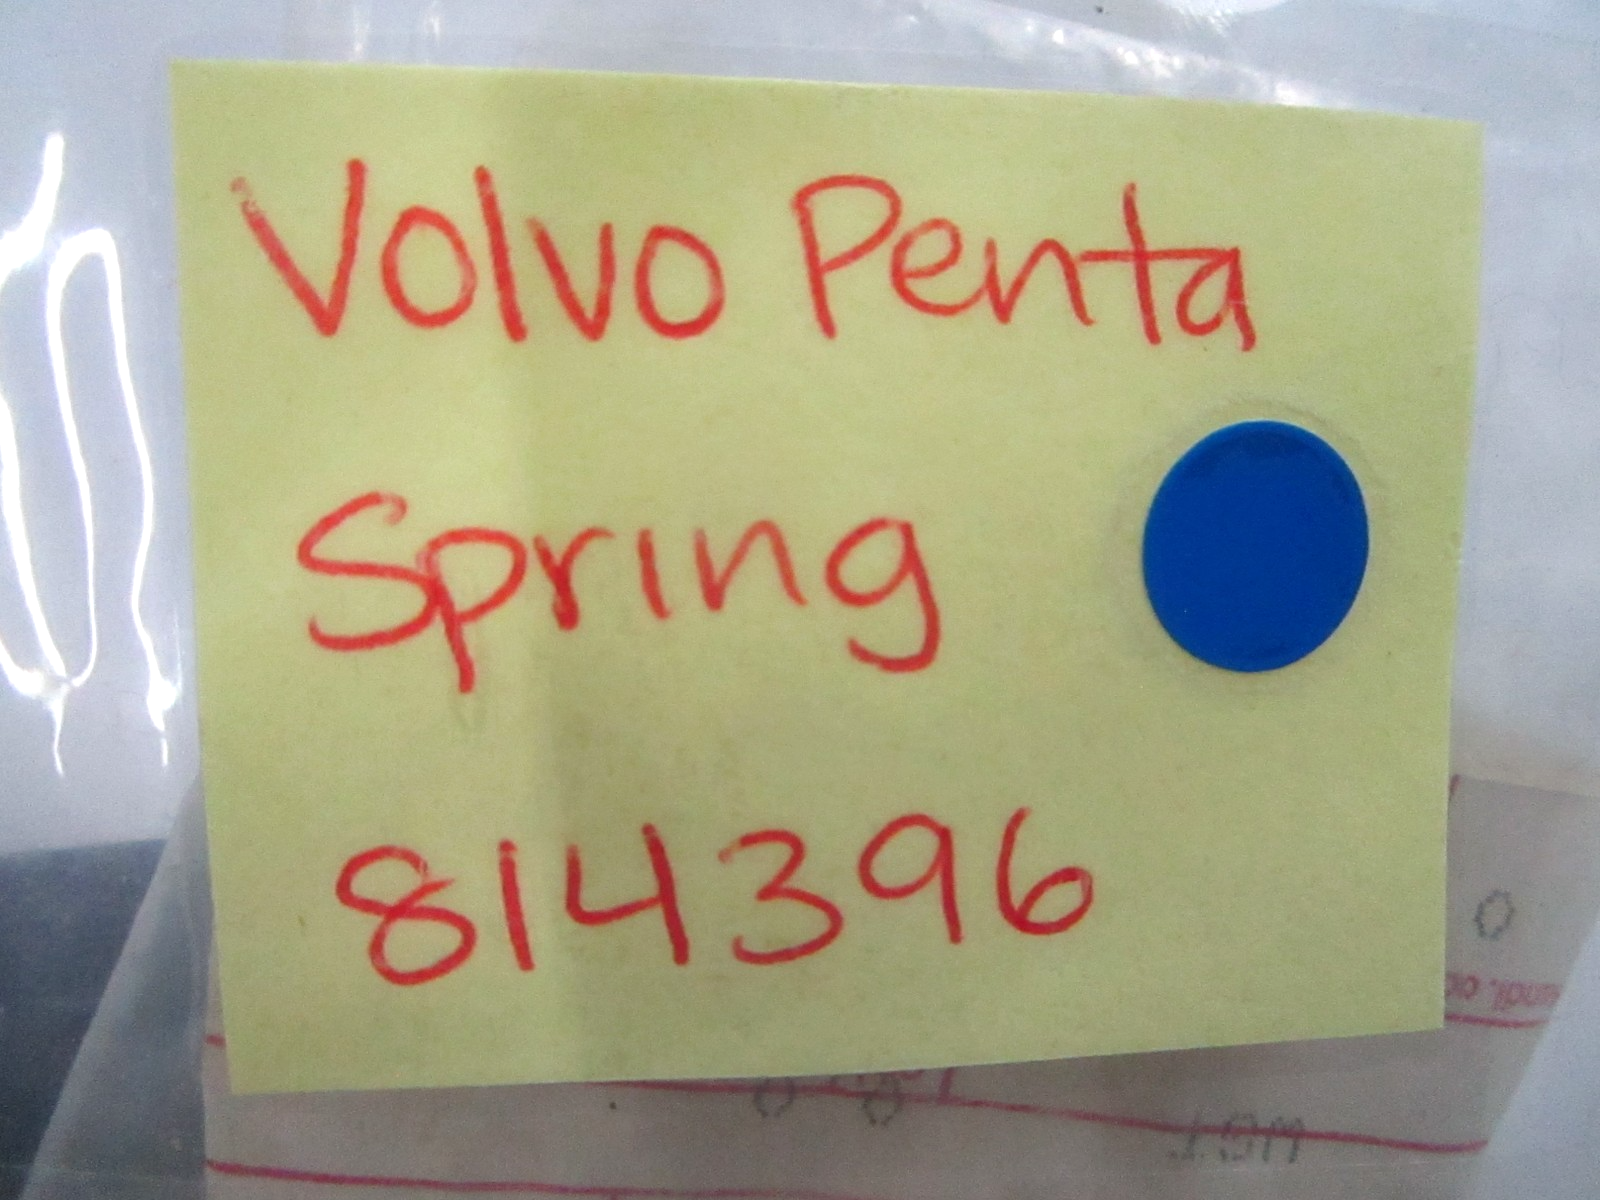 Volvo Penta
Spring
814396